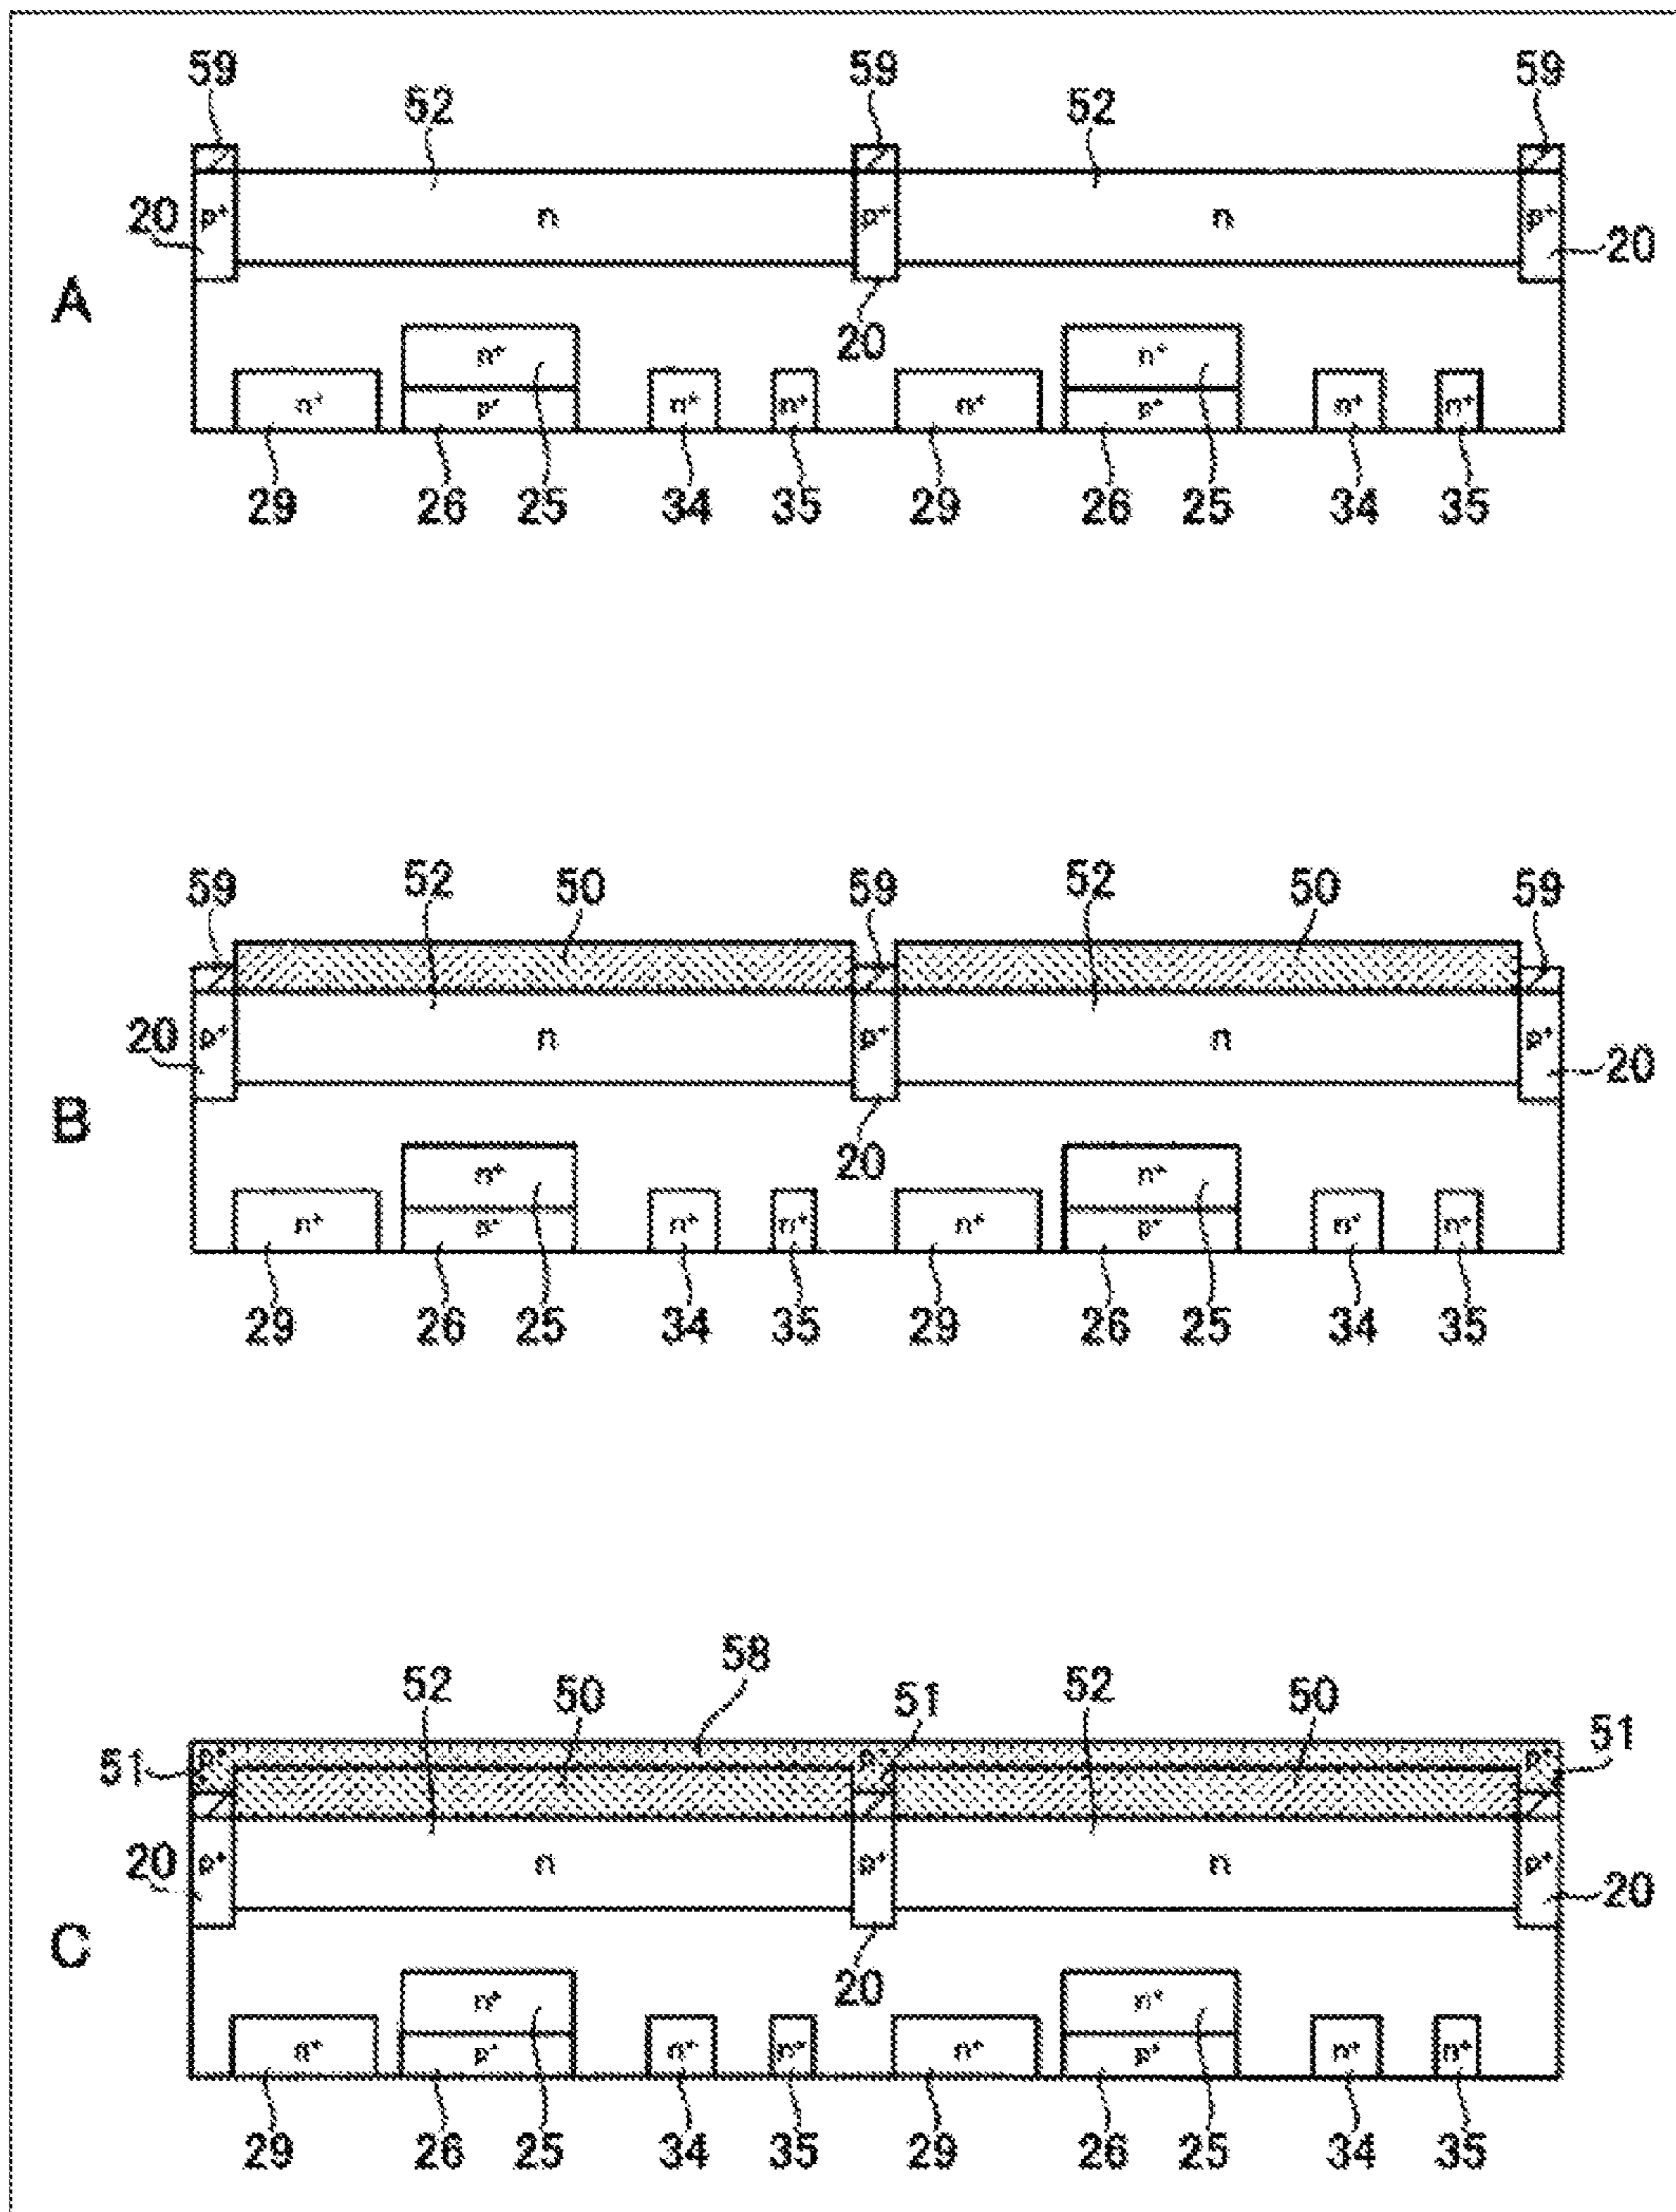 59 59 59
52 52
20 p+ n p+ n p+ 20
A
20
n+ n+
n+ p+ n+ n+ n+ p+ n+ n+
29 26 25 34 35 29 26 25 34 35
59 52 50 59 52 50 59
20 p+ n p+ n p+ 20
B
20
n+ n+
n+ p+ n+ n+ n+ p+ n+ n+
29 26 25 34 35 29 26 25 34 35
58
52 50 51 52 50
51 p+ p+ p+ 51
20 p+ n p+ n p+ 20
C
20
n+ n+
n+ p+ n+ n+ n+ p+ n+ n+
29 26 25 34 35 29 26 25 34 35